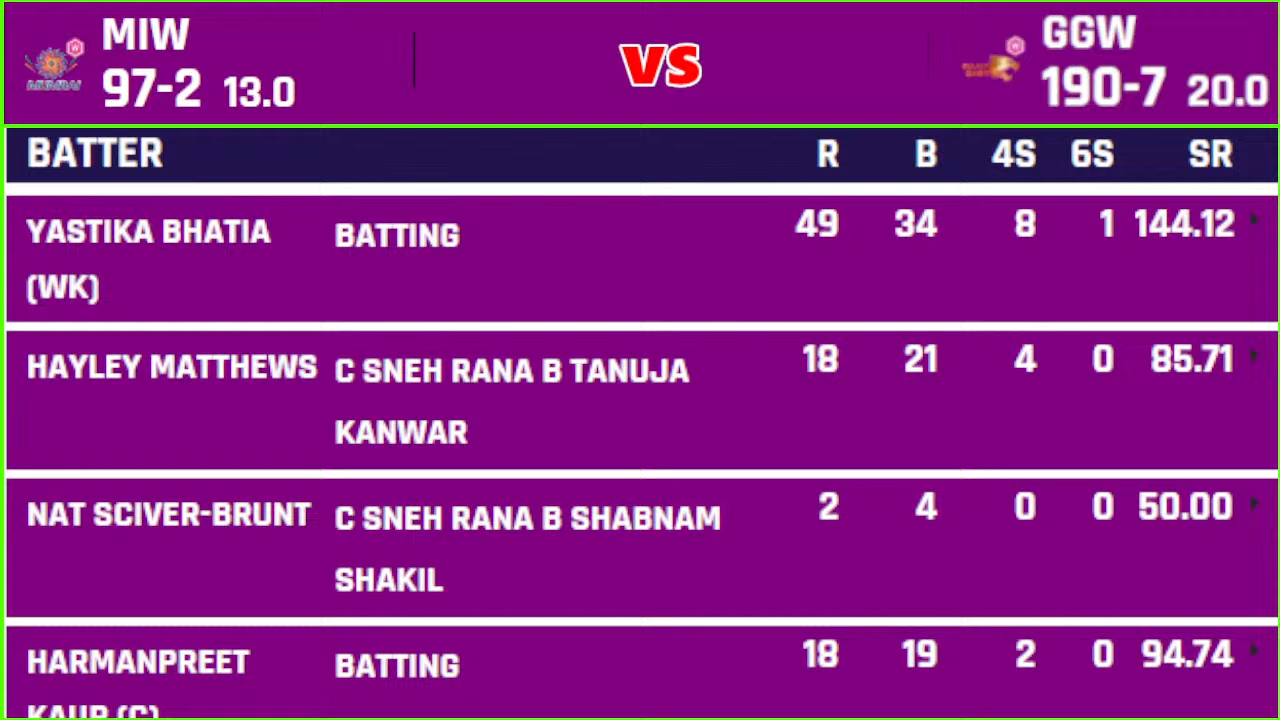 MIW
97-2 13.0
VS
GGW
190-7 20.0
BATTER R B 4S 6S SR
YASTIKA BHATIA BATTING 49 34 8 1 144.12
(WK)
HAYLEY MATTHEWS C SNEH RANA B TANUJA 18 21 4 0 85.71
KANWAR
NAT SCIVER-BRUNT C SNEH RANA B SHABNAM 2 4 0 0 50.00
SHAKIL
HARMANPREET BATTING 18 19 2 0 94.74
KAUR (C)